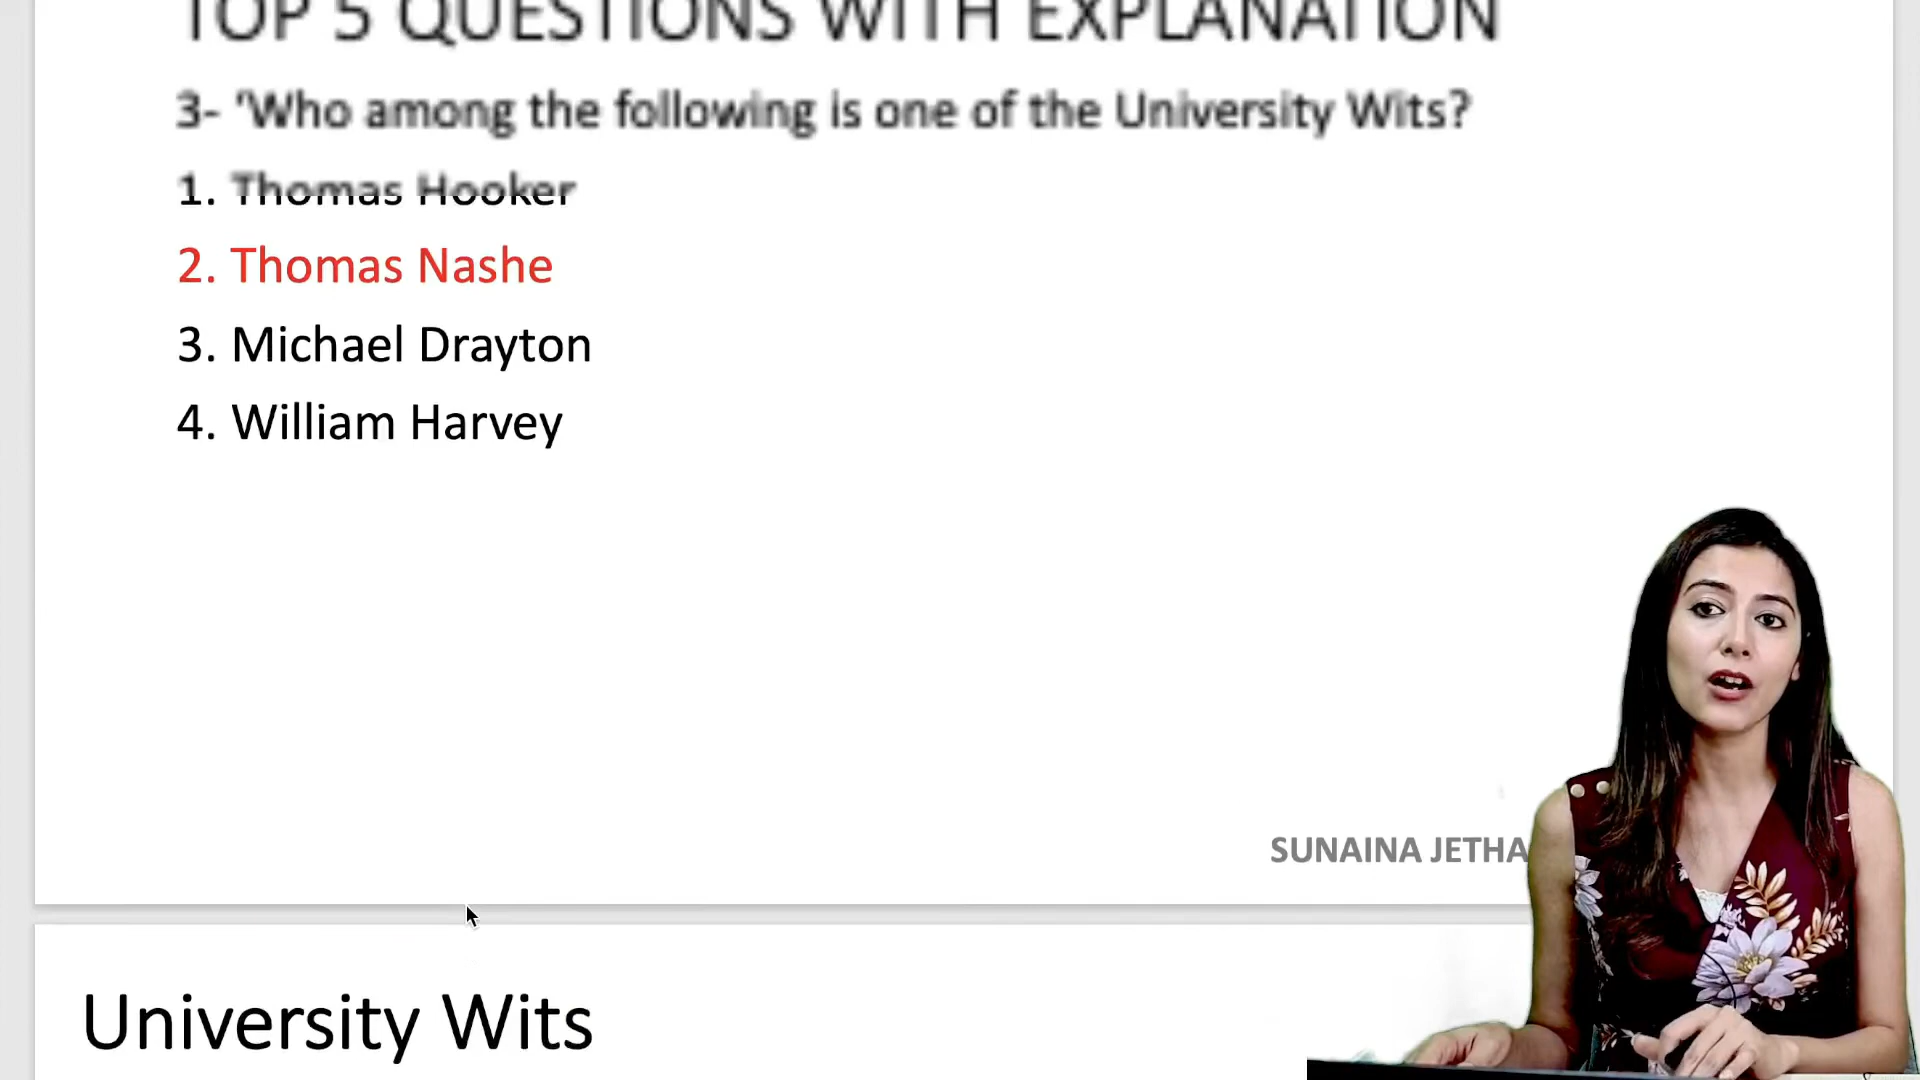 TOP 5 QUESTIONS WITH EXPLANATION
3- 'Who among the following is one of the University Wits?
1. Thomas Hooker
2. Thomas Nashe
3. Michael Drayton
4. William Harvey
SUNAINA JETHA
University Wits